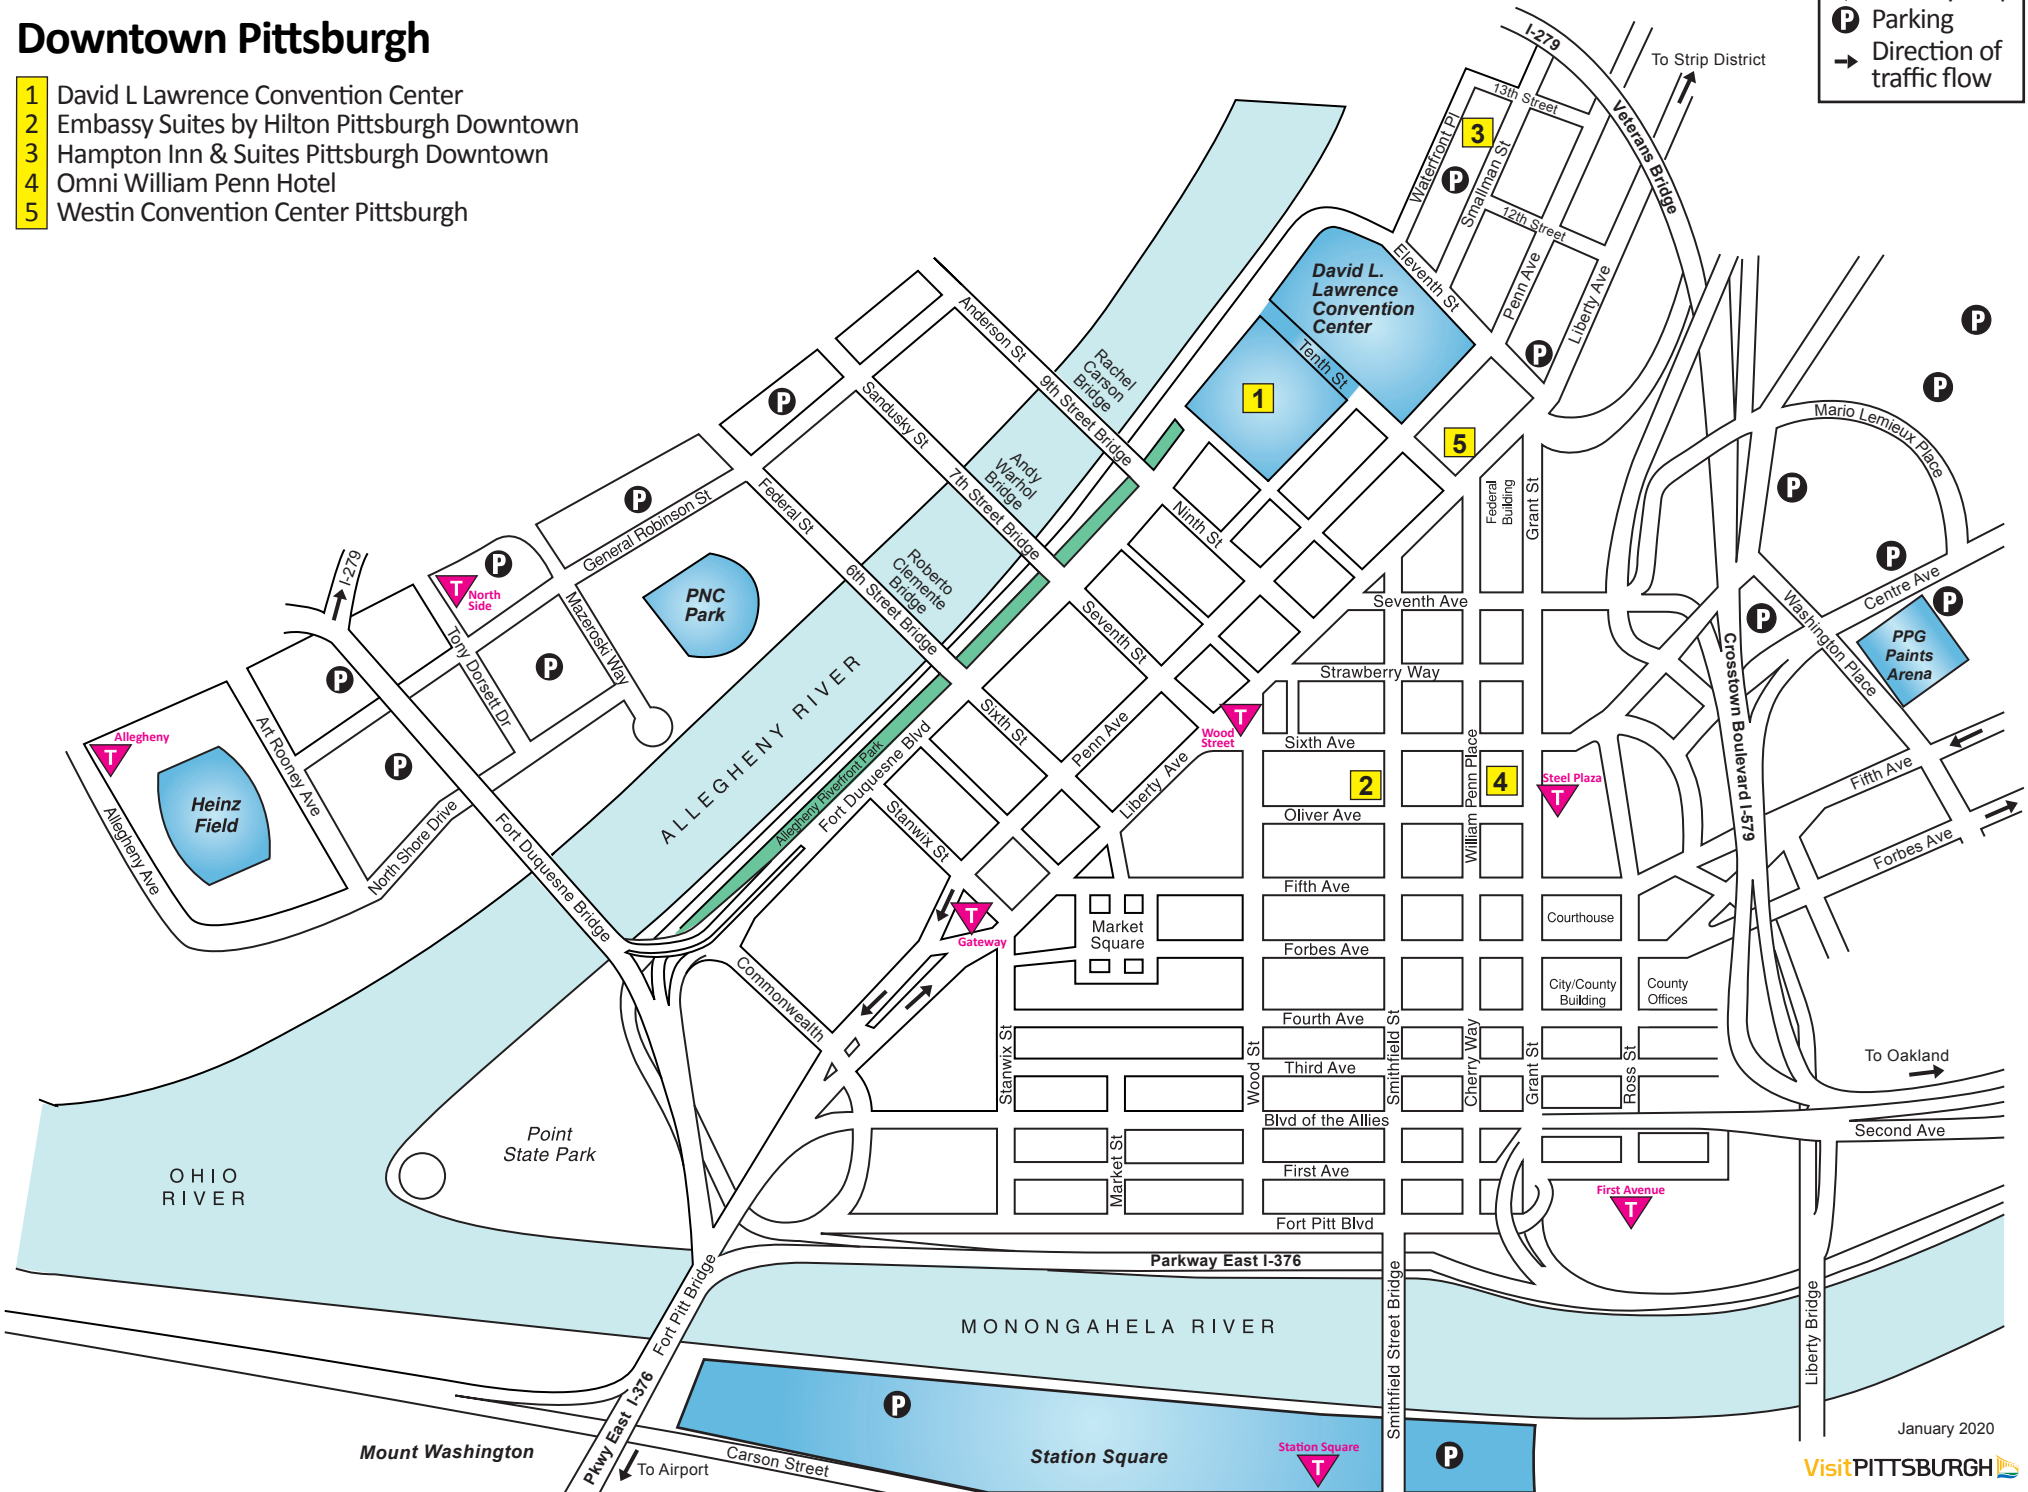 Downtown Pittsburgh
1 David L Lawrence Convention Center
2 Embassy Suites by Hilton Pittsburgh Downtown
3 Hampton Inn & Suites Pittsburgh Downtown
4 Omni William Penn Hotel
5 Westin Convention Center Pittsburgh
P Parking
Direction of
traffic flow
I-279
To Strip District
13th Street
Veterans Bridge
Waterfront Pl
3
P
Smallman St
12th Street
Eleventh St
Penn Ave
Liberty Ave
P
David L.
Lawrence
Convention
Center
Tenth St
1
5
Anderson St
Rachel
Carson
Bridge
9th Street Bridge
Sandusky St
Andy
Warhol
Bridge
7th Street Bridge
Federal St
Roberto
Clemente
Bridge
6th Street Bridge
P
P
General Robinson St
P
I-279
T
North
Side
PNC
Park
Mazeroski Way
Tony Dorsett Dr
P
P
P
Art Rooney Ave
Allegheny
T
Heinz
Field
Allegheny Ave
North Shore Drive
Fort Duquesne Bridge
ALLEGHENY RIVER
Allegheny Riverfront Park
Fort Duquesne Blvd
Ninth St
Seventh St
Sixth St
Penn Ave
Liberty Ave
Stanwix St
Federal
Building
Grant St
Seventh Ave
Strawberry Way
T
Wood
Street
Sixth Ave
2
William Penn Place
4
Steel Plaza
T
Oliver Ave
Fifth Ave
T
Gateway
Market
Square
Courthouse
Forbes Ave
City/County
Building
County
Offices
Commonwealth
Fourth Ave
Stanwix St
Wood St
Smithfield St
Cherry Way
Grant St
Ross St
Third Ave
Blvd of the Allies
Market St
First Ave
First Avenue
T
Fort Pitt Blvd
Parkway East I-376
P
P
P
Mario Lemieux Place
P
Centre Ave
P
P
Washington Place
PPG
Paints
Arena
Crosstown Boulevard I-579
Fifth Ave
Forbes Ave
To Oakland
Second Ave
Point
State Park
OHIO
RIVER
Fort Pitt Bridge
MONONGAHELA RIVER
Smithfield Street Bridge
Liberty Bridge
Pkwy East I-376
Mount Washington
To Airport
Carson Street
P
Station Square
Station Square
T
P
January 2020
VisitPITTSBURGH